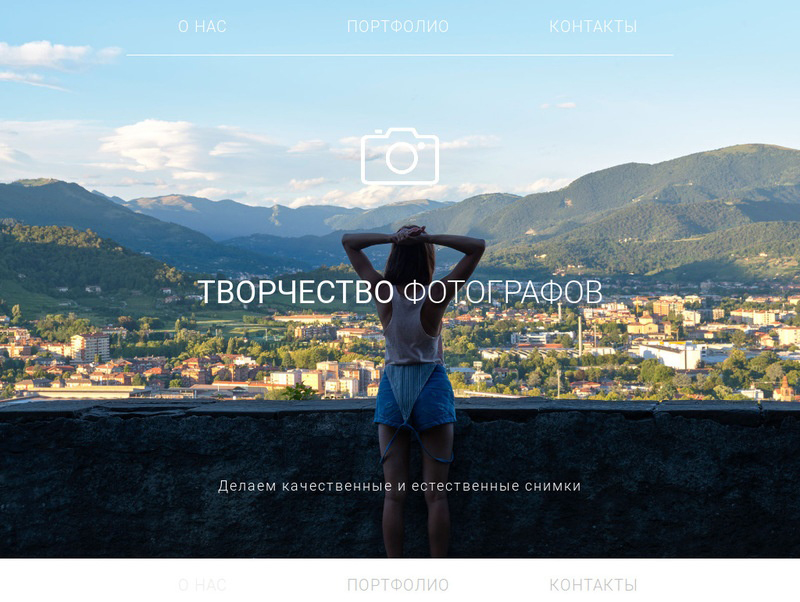 О НАС ПОРТФОЛИО КОНТАКТЫ
ТВОРЧЕСТВО ФОТОГРАФОВ
Делаем качественные и естественные снимки
О НАС ПОРТФОЛИО КОНТАКТЫ